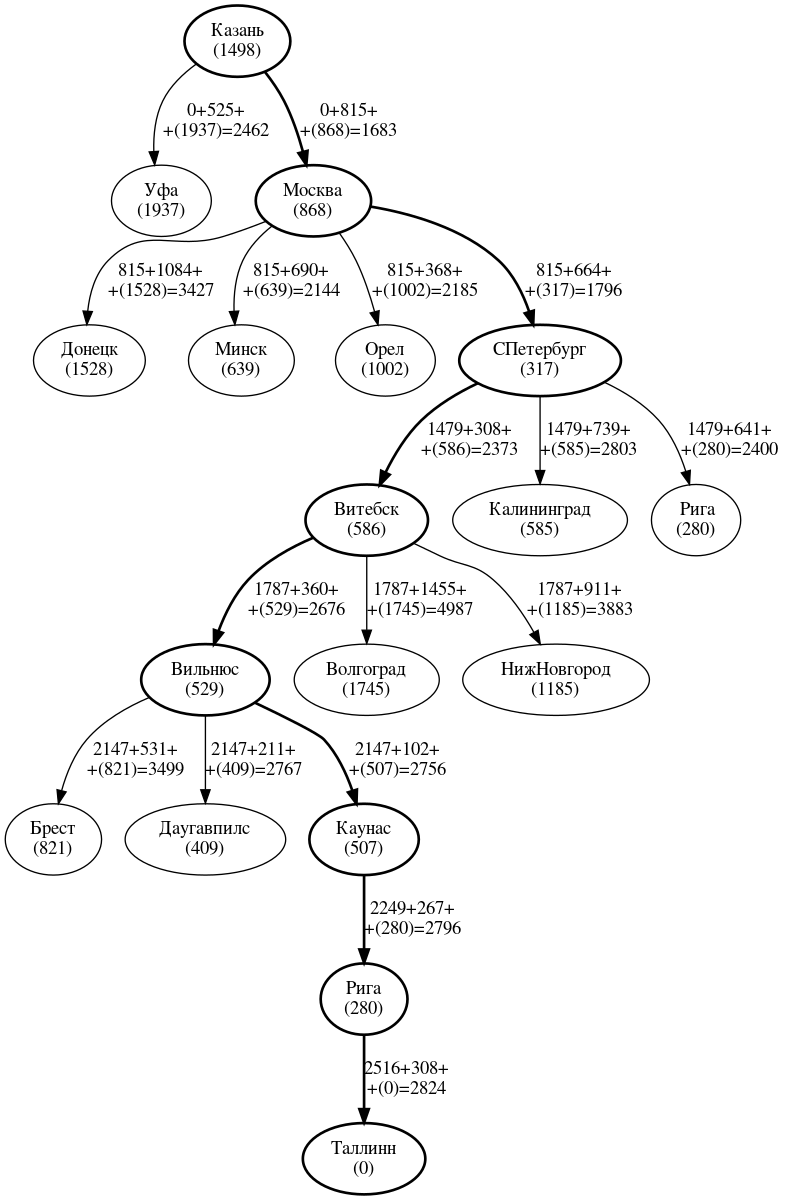 Казань
(1498)
0+525+
+(1937)=2462
0+815+
+(868)=1683
Уфа
(1937)
Москва
(868)
815+1084+
+(1528)=3427
815+690+
+(639)=2144
815+368+
+(1002)=2185
815+664+
+(317)=1796
Донецк
(1528)
Минск
(639)
Орел
(1002)
СПетербург
(317)
1479+308+
+(586)=2373
1479+739+
+(585)=2803
1479+641+
+(280)=2400
Витебск
(586)
Калининград
(585)
Рига
(280)
1787+360+
+(529)=2676
1787+1455+
+(1745)=4987
1787+911+
+(1185)=3883
Вильнюс
(529)
Волгоград
(1745)
НижНовгород
(1185)
2147+531+
+(821)=3499
2147+211+
+(409)=2767
2147+102+
+(507)=2756
Брест
(821)
Даугавпилс
(409)
Каунас
(507)
2249+267+
+(280)=2796
Рига
(280)
2516+308+
+(0)=2824
Таллинн
(0)